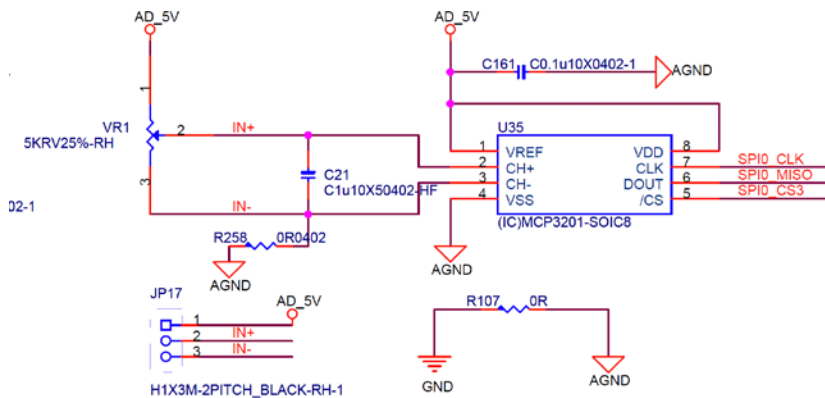 AD_5V
AD_5V
C161
C0.1u10X0402-1
AGND
1
VR1
5KRV25%-RH
2
IN+
U35
1
VREF
VDD
8
2
CH+
CLK
7
SPI0_CLK
3
CH-
DOUT
6
SPI0_MISO
4
VSS
/CS
5
SPI0_CS3
(IC)MCP3201-SOIC8
C21
C1u10X50402-HF
3
IN-
02-1
R258
0R0402
AGND
AGND
JP17
AD_5V
1
2
IN+
3
IN-
H1X3M-2PITCH_BLACK-RH-1
R107
0R
GND
AGND